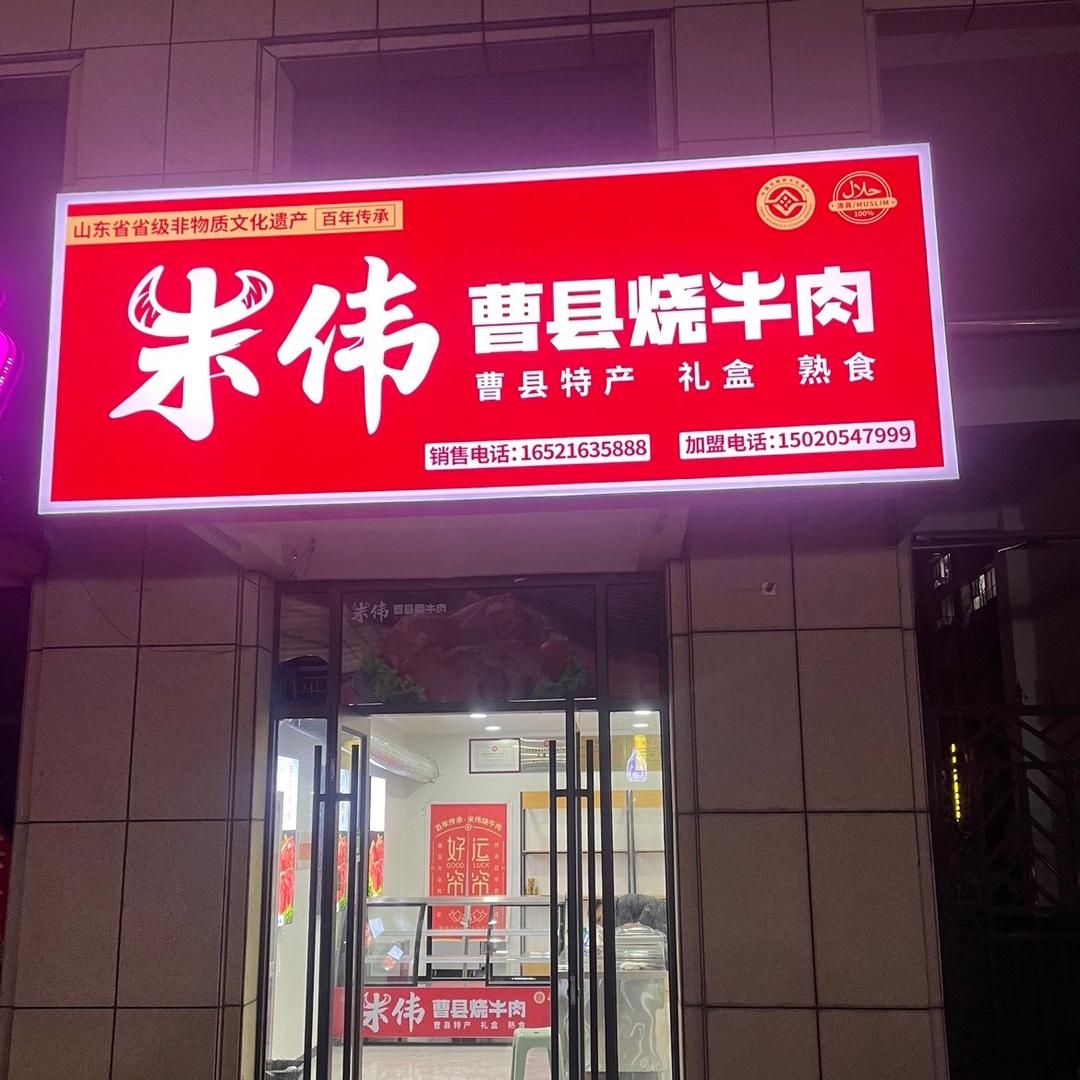 山东省省级非物质文化遗产 百年传承
حلال
清真/MUSLIM
100%
米伟 曹县烧牛肉
曹县特产 礼盒 熟食
销售电话:16521635888 加盟电话:15020547999
米伟 曹县烧牛肉
百年传承·米伟烧牛肉
好运
GOOD LUCK
米伟 曹县烧牛肉
曹县特产 礼盒 熟食